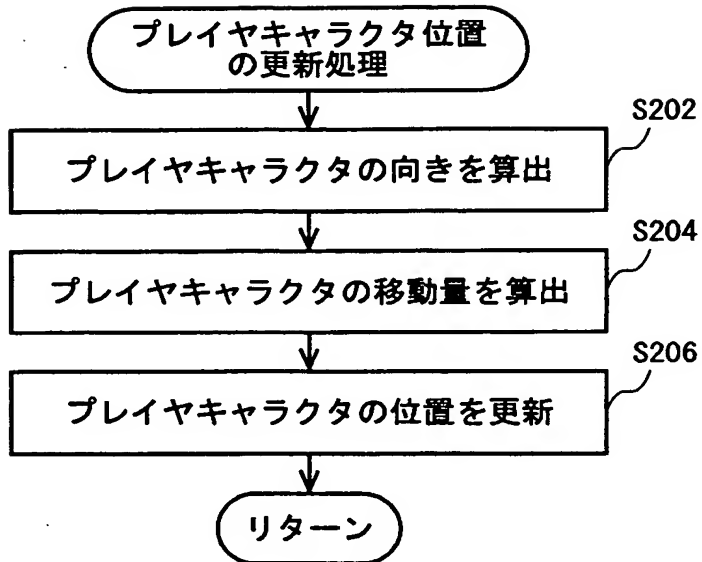 プレイヤキャラクタ位置
の更新処理
S202
プレイヤキャラクタの向きを算出
S204
プレイヤキャラクタの移動量を算出
S206
プレイヤキャラクタの位置を更新
リターン